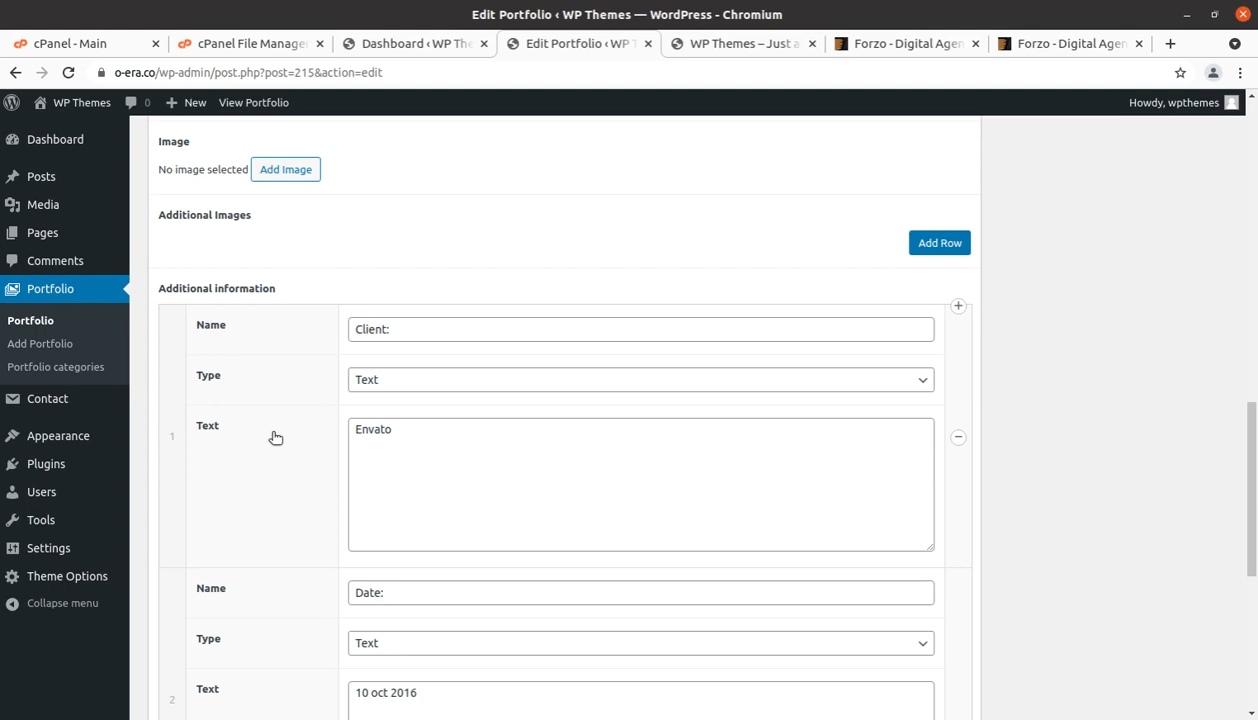 Edit Portfolio ‹ WP Themes — WordPress - Chromium
cPanel - Main
cPanel File Manage
Dashboard ‹ WP The
Edit Portfolio ‹ WP T
WP Themes – Just a
Forzo - Digital Agen
Forzo - Digital Agen
o-era.co/wp-admin/post.php?post=215&action=edit
WP Themes
0
New
View Portfolio
Howdy, wpthemes
Dashboard
Posts
Media
Pages
Comments
Portfolio
Portfolio
Add Portfolio
Portfolio categories
Contact
Appearance
Plugins
Users
Tools
Settings
Theme Options
Collapse menu
Image
No image selected
Add Image
Additional Images
Add Row
Additional information
Name
Client:
Type
Text
1
Text
Envato
Name
Date:
Type
Text
2
Text
10 oct 2016